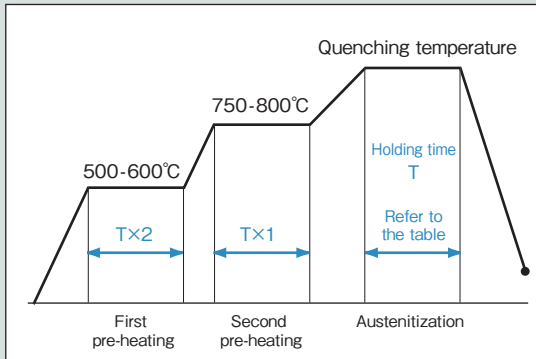 Quenching temperature
750-800℃
Holding time
T
500-600℃
T×2
T×1
Refer to
the table
First
pre-heating
Second
pre-heating
Austenitization